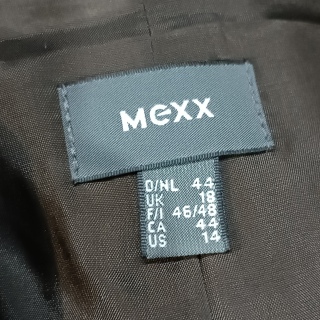 Mexx
D/NL 44
UK 18
F/I 46/48
CA 44
US 14